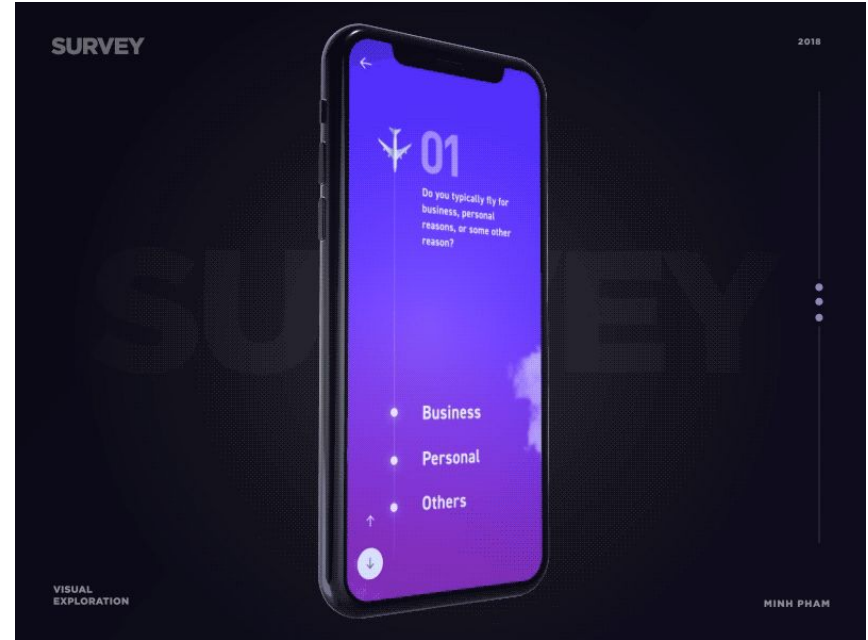 SURVEY
2018
SURVEY
01
Do you typically fly for
business, personal
reasons, or some other
reason?
Business
Personal
Others
VISUAL
EXPLORATION
MINH PHAM